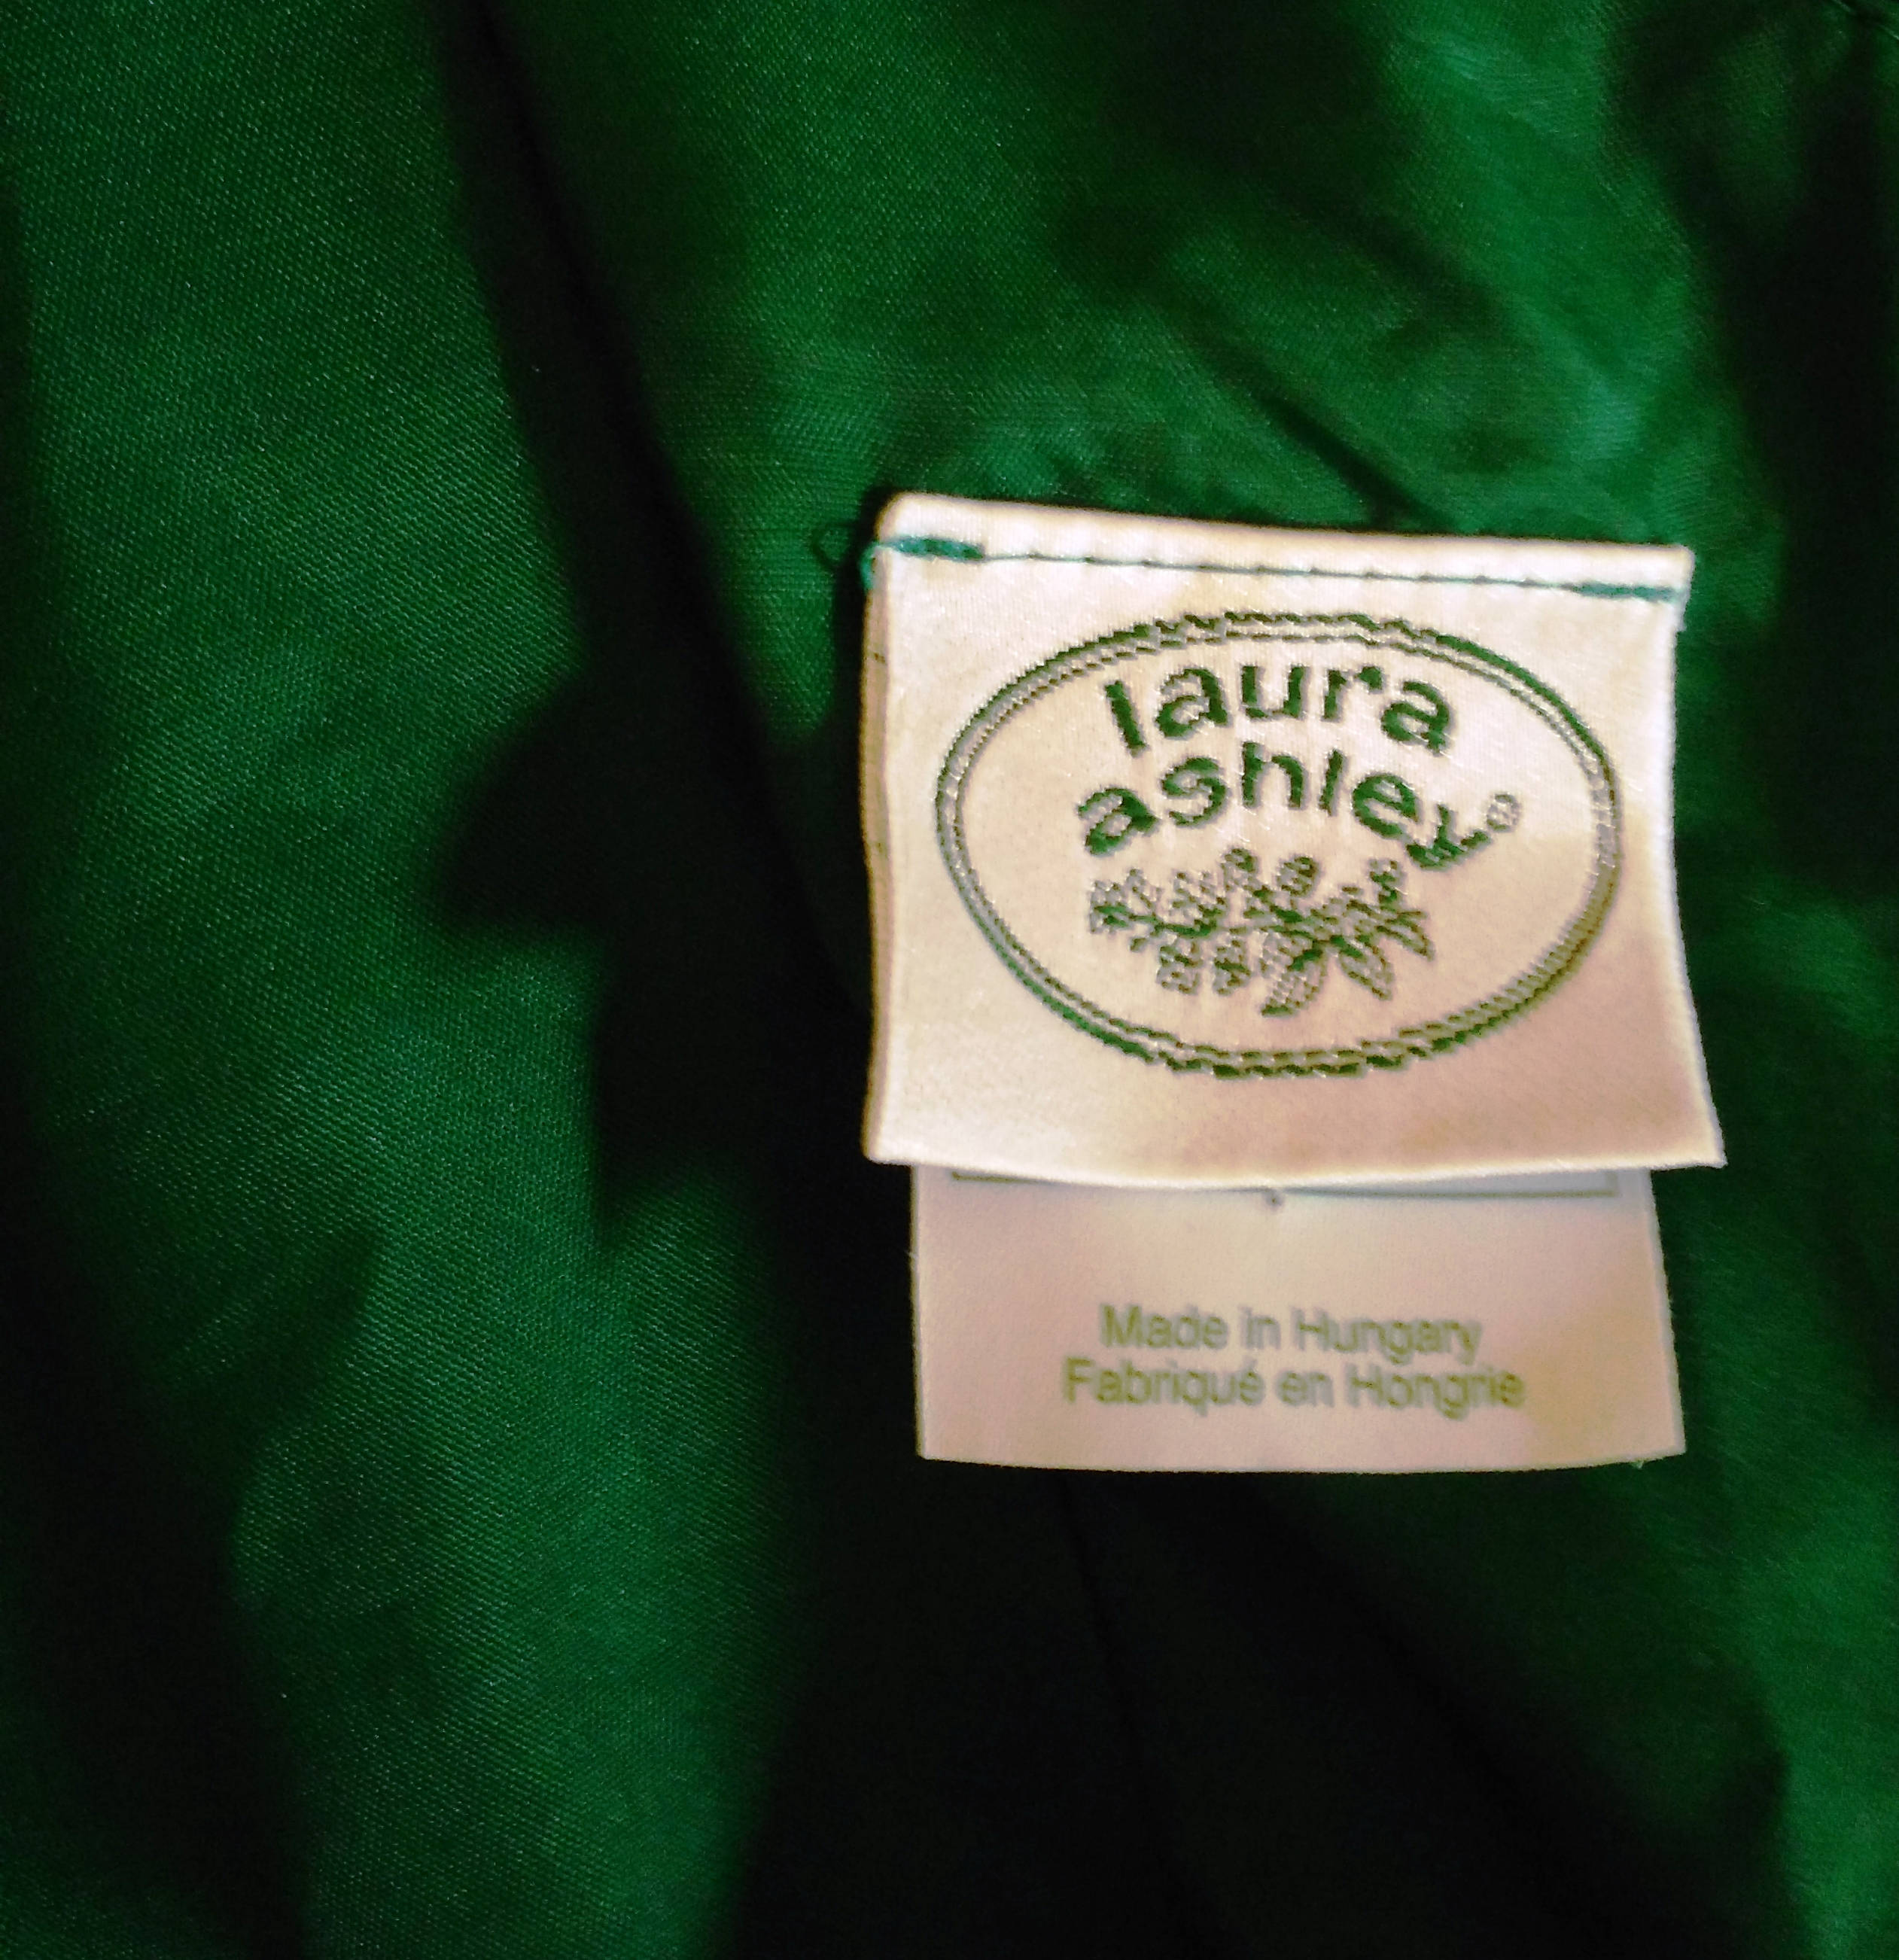 laura
ashley®
Made in Hungary
Fabriqué en Hongrie